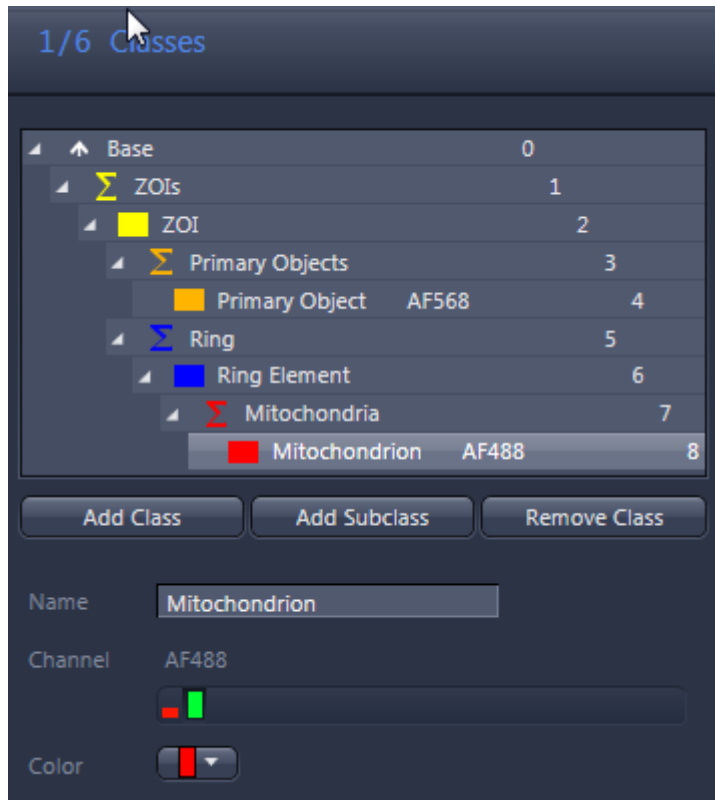 1/6 Classes
Base 0
ZOIs 1
ZOI 2
Primary Objects 3
Primary Object AF568 4
Ring 5
Ring Element 6
Mitochondria 7
Mitochondrion AF488 8
Add Class Add Subclass Remove Class
Name Mitochondrion
Channel AF488
Color